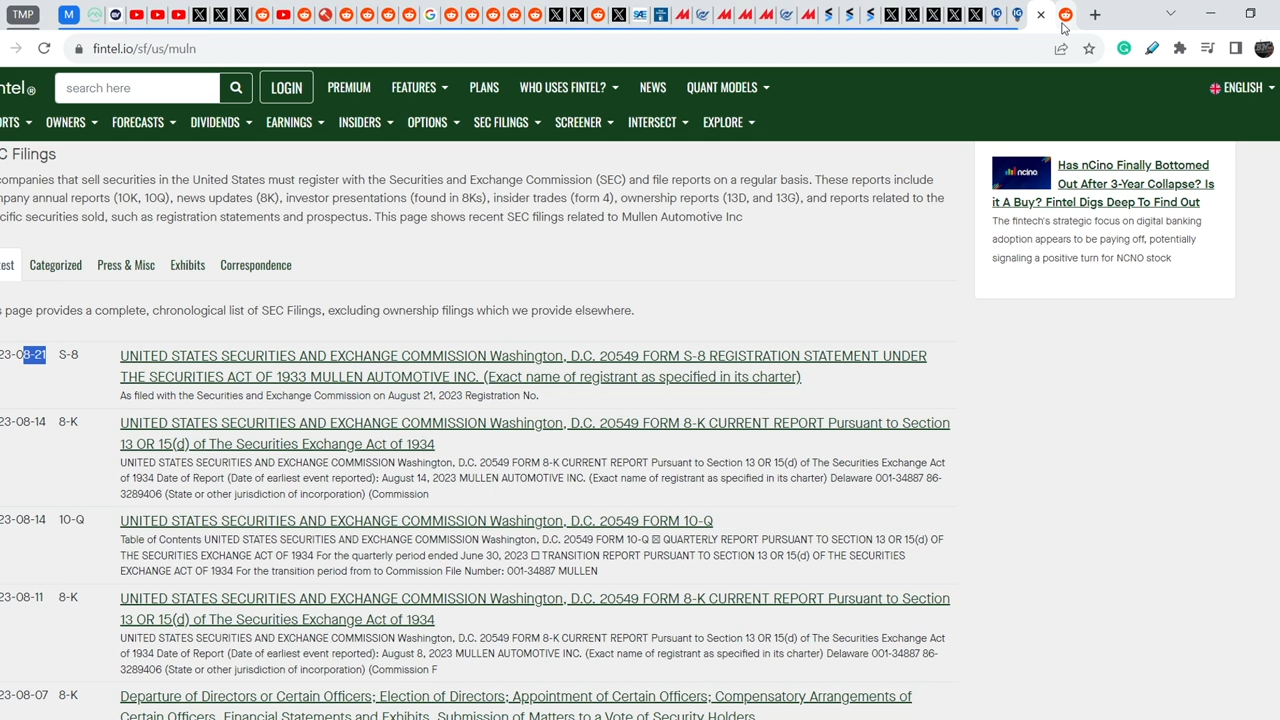 TMP
M
G
SAE
fintel.io/sf/us/muln
ntel®
search here
LOGIN
PREMIUM
FEATURES
PLANS
WHO USES FINTEL?
NEWS
QUANT MODELS
ENGLISH
ORTS
OWNERS
FORECASTS
DIVIDENDS
EARNINGS
INSIDERS
OPTIONS
SEC FILINGS
SCREENER
INTERSECT
EXPLORE
C Filings
companies that sell securities in the United States must register with the Securities and Exchange Commission (SEC) and file reports on a regular basis. These reports include
mpany annual reports (10K, 10Q), news updates (8K), investor presentations (found in 8Ks), insider trades (form 4), ownership reports (13D, and 13G), and reports related to the
cific securities sold, such as registration statements and prospectus. This page shows recent SEC filings related to Mullen Automotive Inc
Has nCino Finally Bottomed
Out After 3-Year Collapse? Is
it A Buy? Fintel Digs Deep To Find Out
The fintech's strategic focus on digital banking
adoption appears to be paying off, potentially
signaling a positive turn for NCNO stock
ncino
test
Categorized
Press & Misc
Exhibits
Correspondence
s page provides a complete, chronological list of SEC Filings, excluding ownership filings which we provide elsewhere.
23-08-21 S-8 UNITED STATES SECURITIES AND EXCHANGE COMMISSION Washington, D.C. 20549 FORM S-8 REGISTRATION STATEMENT UNDER
THE SECURITIES ACT OF 1933 MULLEN AUTOMOTIVE INC. (Exact name of registrant as specified in its charter)
As filed with the Securities and Exchange Commission on August 21, 2023 Registration No.
23-08-14 8-K UNITED STATES SECURITIES AND EXCHANGE COMMISSION Washington, D.C. 20549 FORM 8-K CURRENT REPORT Pursuant to Section
13 OR 15(d) of The Securities Exchange Act of 1934
UNITED STATES SECURITIES AND EXCHANGE COMMISSION Washington, D.C. 20549 FORM 8-K CURRENT REPORT Pursuant to Section 13 OR 15(d) of The Securities Exchange Act
of 1934 Date of Report (Date of earliest event reported): August 14, 2023 MULLEN AUTOMOTIVE INC. (Exact name of registrant as specified in its charter) Delaware 001-34887 86-
3289406 (State or other jurisdiction of incorporation) (Commission
23-08-14 10-Q UNITED STATES SECURITIES AND EXCHANGE COMMISSION Washington, D.C. 20549 FORM 10-Q
Table of Contents UNITED STATES SECURITIES AND EXCHANGE COMMISSION Washington, D.C. 20549 FORM 10-Q ☒ QUARTERLY REPORT PURSUANT TO SECTION 13 OR 15(d) OF
THE SECURITIES EXCHANGE ACT OF 1934 For the quarterly period ended June 30, 2023 ☐ TRANSITION REPORT PURSUANT TO SECTION 13 OR 15(d) OF THE SECURITIES
EXCHANGE ACT OF 1934 For the transition period from to Commission File Number: 001-34887 MULLEN
23-08-11 8-K UNITED STATES SECURITIES AND EXCHANGE COMMISSION Washington, D.C. 20549 FORM 8-K CURRENT REPORT Pursuant to Section
13 OR 15(d) of The Securities Exchange Act of 1934
UNITED STATES SECURITIES AND EXCHANGE COMMISSION Washington, D.C. 20549 FORM 8-K CURRENT REPORT Pursuant to Section 13 OR 15(d) of The Securities Exchange Act
of 1934 Date of Report (Date of earliest event reported): August 8, 2023 MULLEN AUTOMOTIVE INC. (Exact name of registrant as specified in its charter) Delaware 001-34887 86-
3289406 (State or other jurisdiction of incorporation) (Commission F
23-08-07 8-K Departure of Directors or Certain Officers; Election of Directors; Appointment of Certain Officers; Compensatory Arrangements of
Certain Officers, Financial Statements and Exhibits, Submission of Matters to a Vote of Security Holders